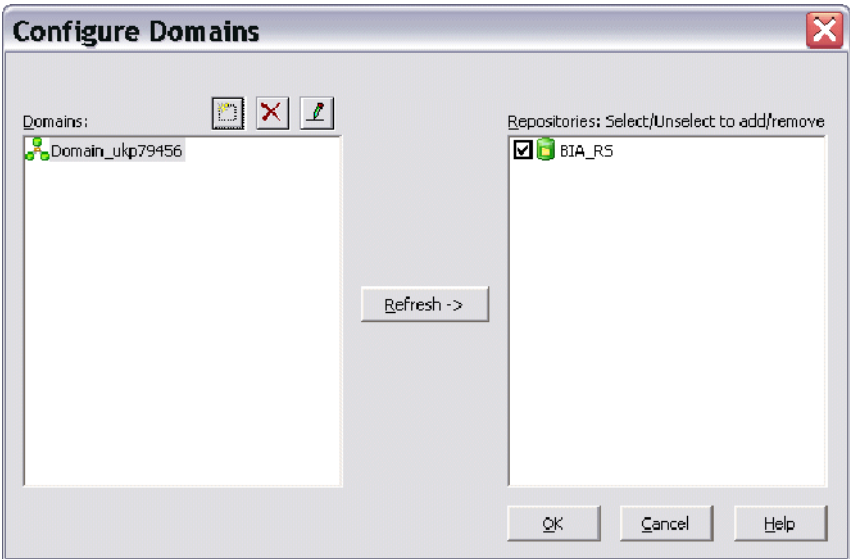 Configure Domains
Domains:
Repositories: Select/Unselect to add/remove
Domain_ukp79456
BIA_RS
Refresh ->
OK
Cancel
Help